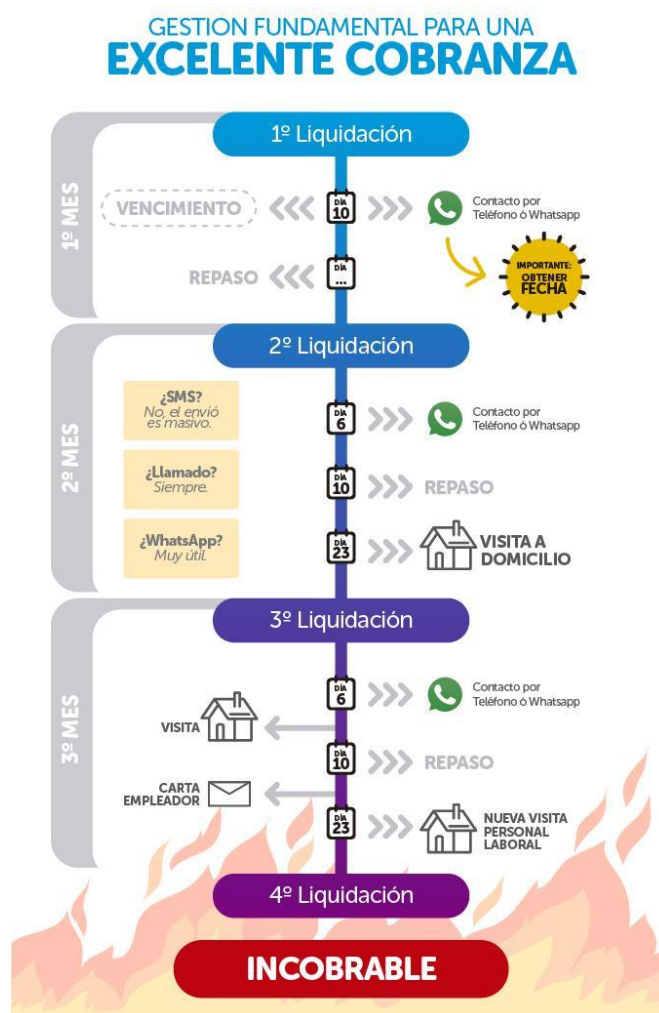 GESTION FUNDAMENTAL PARA UNA
EXCELENTE COBRANZA
1º MES
1º Liquidación
VENCIMIENTO
DÍA
10
Contacto por
Teléfono ó Whatsapp
IMPORTANTE:
OBTENER
FECHA
REPASO
DÍA
...
2º MES
2º Liquidación
¿SMS?
No, el envió
es masivo.
DÍA
6
Contacto por
Teléfono ó Whatsapp
¿Llamado?
Siempre.
DÍA
10
REPASO
¿WhatsApp?
Muy útil.
DÍA
23
VISITA A
DOMICILIO
3º MES
3º Liquidación
DÍA
6
Contacto por
Teléfono ó Whatsapp
VISITA
DÍA
10
REPASO
CARTA
EMPLEADOR
DÍA
23
NUEVA VISITA
PERSONAL
LABORAL
4º Liquidación
INCOBRABLE